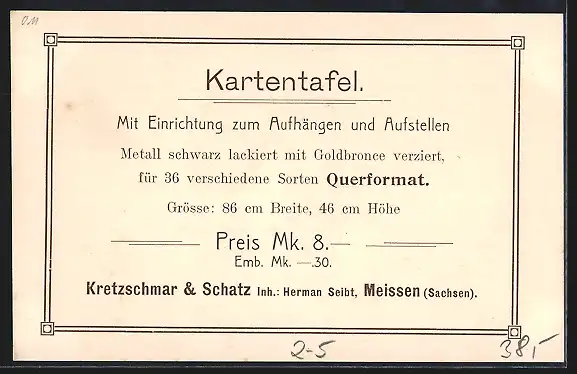 DM
Kartentafel.
Mit Einrichtung zum Aufhängen und Aufstellen
Metall schwarz lackiert mit Goldbronce verziert,
für 36 verschiedene Sorten Querformat.
Grösse: 86 cm Breite, 46 cm Höhe
Preis Mk. 8.—
Emb. Mk. —.30.
Kretzschmar & Schatz Inh.: Herman Seibt, Meissen (Sachsen).
2-5 38,-